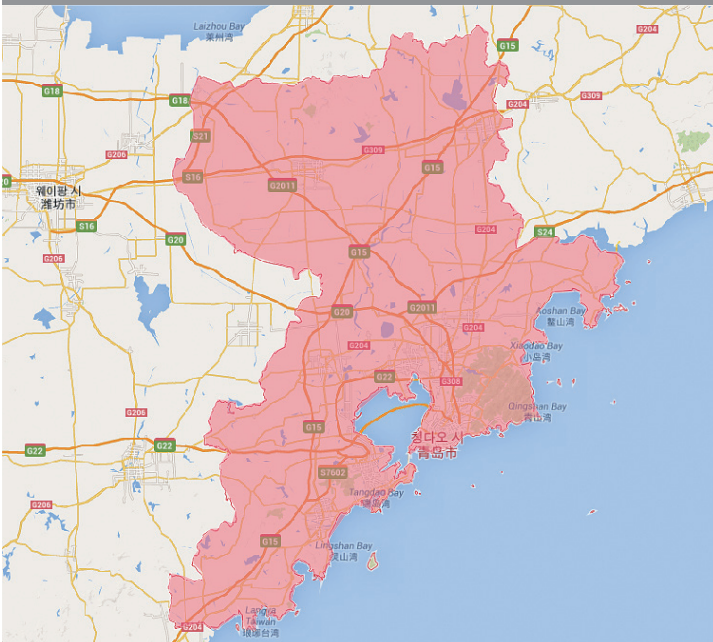 Laizhou Bay
莱州湾
G15
G204
G18
G18
G204
G309
S21
G206
G309
G15
S16
G2011
웨이팡 시
潍坊市
S16
G20
G204
S24
G15
G206
G20
G2011
Aoshan Bay
鳌山湾
G204
G204
Xiaodao Bay
小岛湾
G22
G308
G206
Qingshan Bay
青山湾
G15
칭다오 시
青岛市
G22
G22
S7602
Tangdao Bay
G206
G15
Lingshan Bay
灵山湾
Langya
Taiwan
琅琊台湾
G204